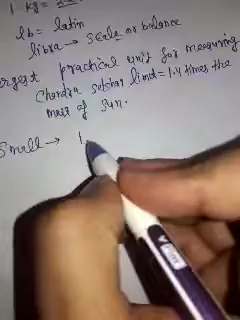 1 kg =
lb = latin
libra → scale or balance
largest practical unit for measuring
Chandra sekhar limit = 1.4 times the
mass of sun.
Small → 1